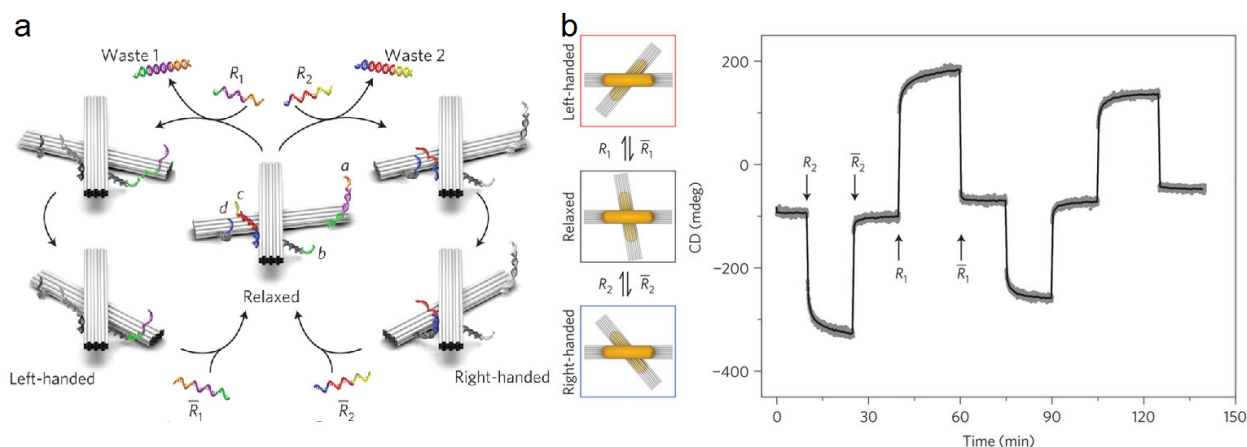 a
Waste 1
R₁
R₂
Waste 2
a
c
d
b
Relaxed
Left-handed
Right-handed
R̅₁
R̅₂
b
Left-handed
R₁ ⇌ R̅₁
Relaxed
R₂ ⇌ R̅₂
Right-handed
CD (mdeg)
200
0
−200
−400
R₂
R̅₂
R₁
R̅₁
0
30
60
90
120
150
Time (min)